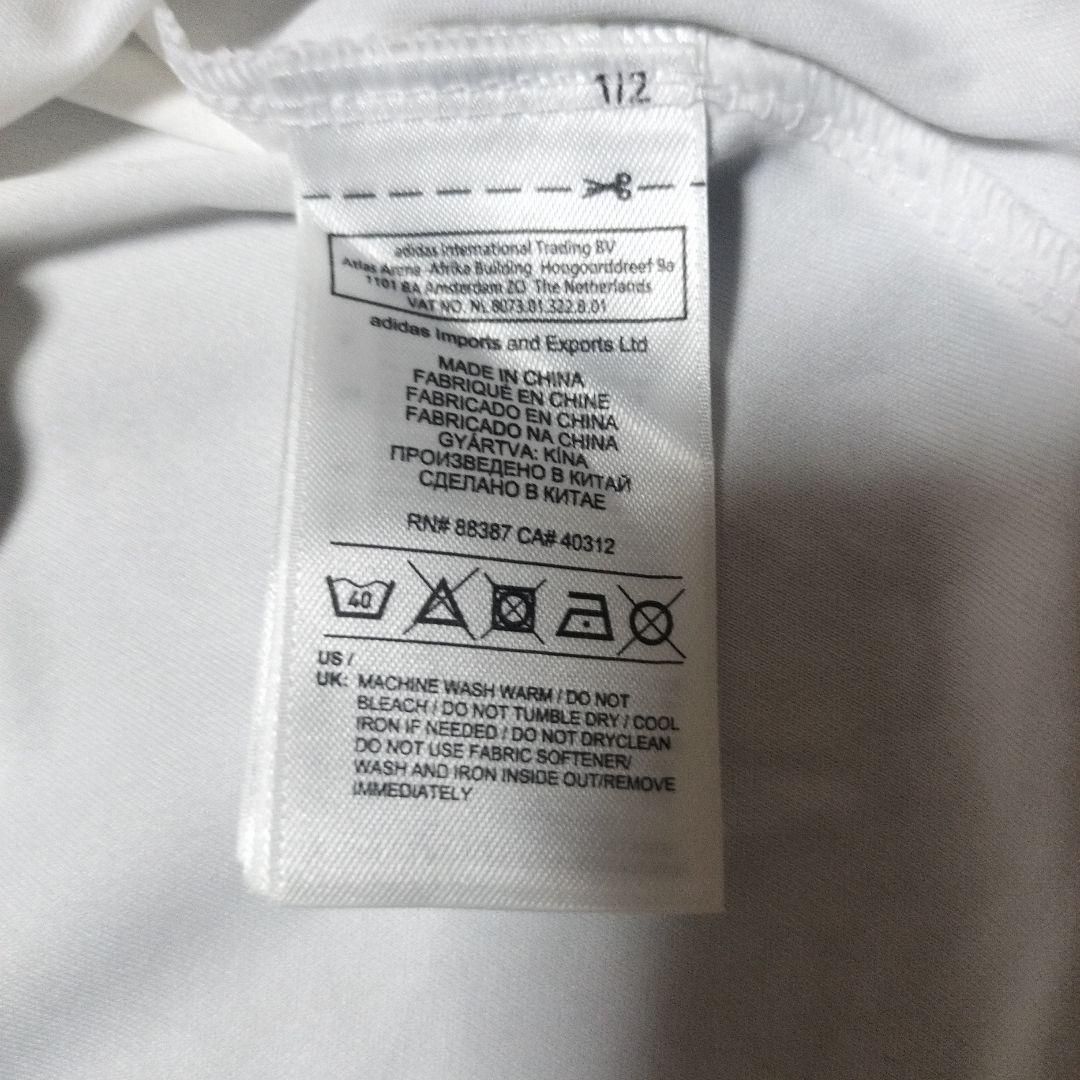 1/2
adidas International Trading BV
Atlas Arena Afrika Building Hoogoorddreef 9a
1101 BA Amsterdam ZO The Netherlands
VAT NO. NL 8073.01.322.B.01
adidas Imports and Exports Ltd
MADE IN CHINA
FABRIQUÉ EN CHINE
FABRICADO EN CHINA
FABRICADO NA CHINA
GYÁRTVA: KÍNA
ПРОИЗВЕДЕНО В КИТАЙ
СДЕЛАНО В КИТАЕ
RN# 88387 CA# 40312
40
US /
UK: MACHINE WASH WARM / DO NOT
BLEACH / DO NOT TUMBLE DRY / COOL
IRON IF NEEDED / DO NOT DRYCLEAN
DO NOT USE FABRIC SOFTENER/
WASH AND IRON INSIDE OUT/REMOVE
IMMEDIATELY